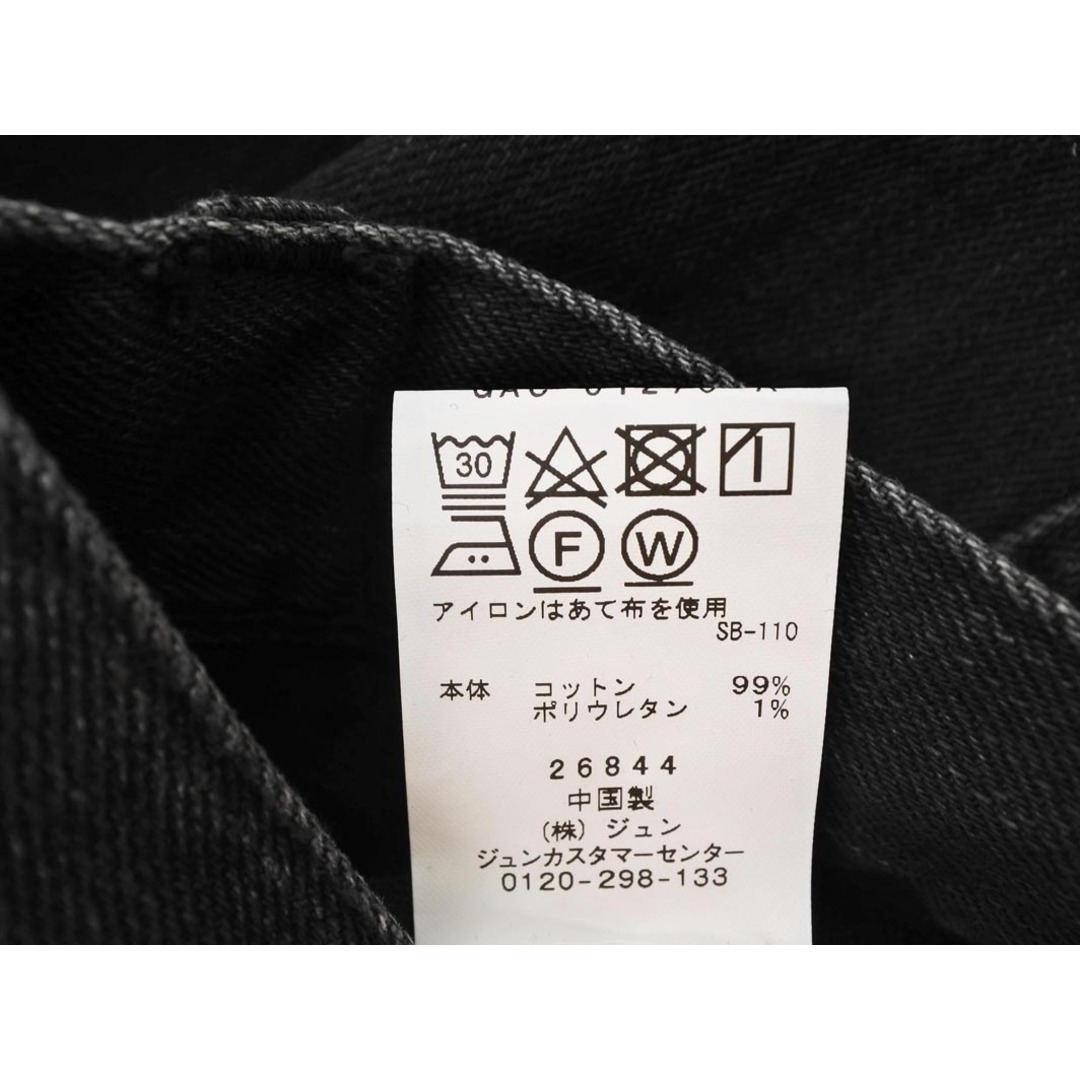 30
F W
アイロンはあて布を使用
SB-110
本体 コットン 99%
ポリウレタン 1%
26844
中国製
(株) ジュン
ジュンカスタマーセンター
0120-298-133